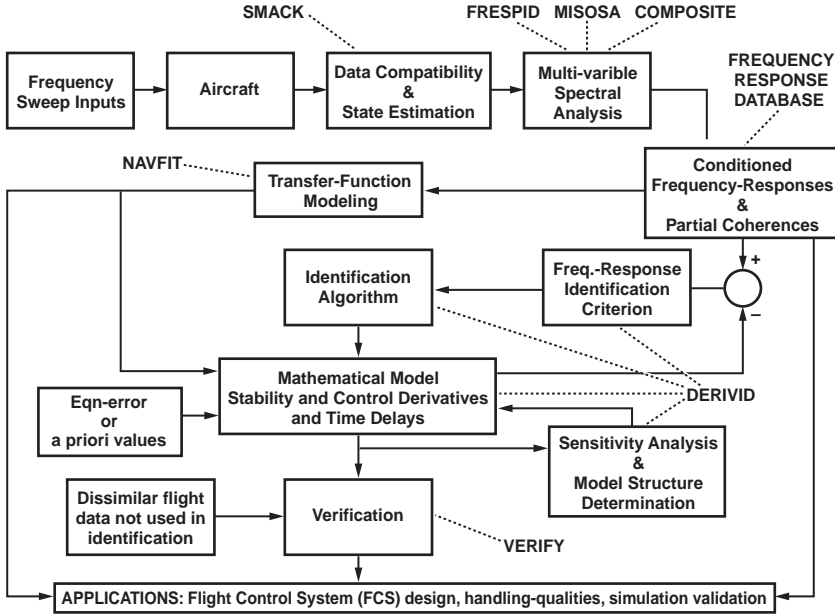 SMACK
FRESPID MISOSA COMPOSITE
FREQUENCY
RESPONSE
DATABASE
Frequency
Sweep Inputs
Aircraft
Data Compatibility
&
State Estimation
Multi-varible
Spectral
Analysis
NAVFIT
Transfer-Function
Modeling
Conditioned
Frequency-Responses
&
Partial Coherences
Identification
Algorithm
Freq.-Response
Identification
Criterion
+
–
Mathematical Model
Stability and Control Derivatives
and Time Delays
DERIVID
Eqn-error
or
a priori values
Sensitivity Analysis
&
Model Structure
Determination
Dissimilar flight
data not used in
identification
Verification
VERIFY
APPLICATIONS: Flight Control System (FCS) design, handling-qualities, simulation validation